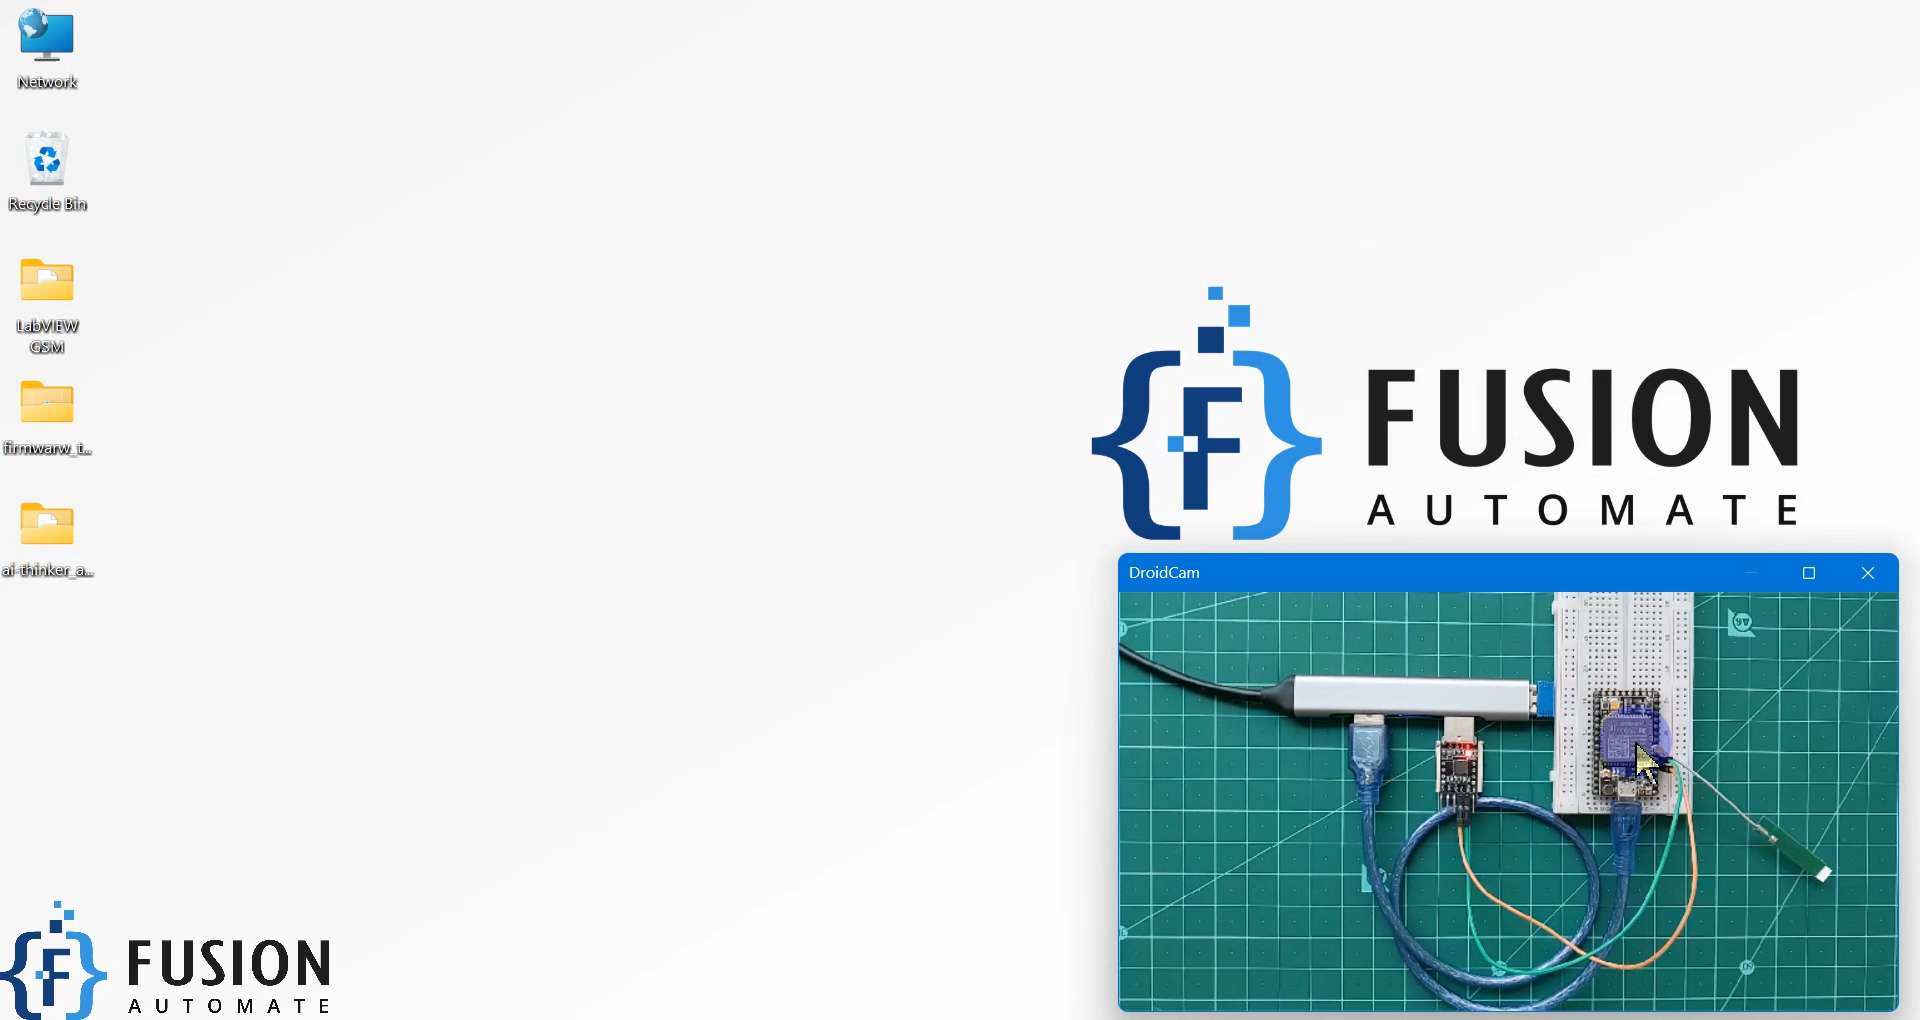 Network
Recycle Bin
LabVIEW
GSM
firmwarw_t...
ai-thinker_a...
FUSION
AUTOMATE
DroidCam
FUSION
AUTOMATE